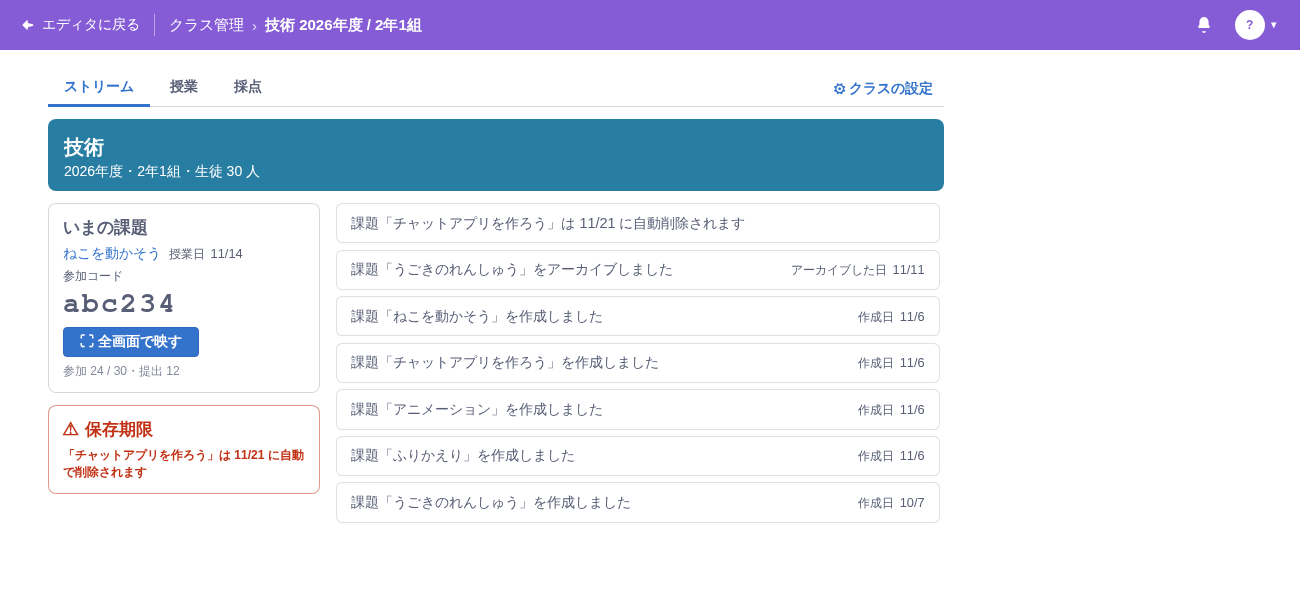 エディタに戻る
クラス管理 › 技術 2026年度 / 2年1組
?
ストリーム
授業
採点
クラスの設定
技術
2026年度・2年1組・生徒 30 人
いまの課題
ねこを動かそう 授業日 11/14
参加コード
abc234
全画面で映す
参加 24 / 30・提出 12
⚠ 保存期限
「チャットアプリを作ろう」は 11/21 に自動
で削除されます
課題「チャットアプリを作ろう」は 11/21 に自動削除されます
課題「うごきのれんしゅう」をアーカイブしました アーカイブした日 11/11
課題「ねこを動かそう」を作成しました 作成日 11/6
課題「チャットアプリを作ろう」を作成しました 作成日 11/6
課題「アニメーション」を作成しました 作成日 11/6
課題「ふりかえり」を作成しました 作成日 11/6
課題「うごきのれんしゅう」を作成しました 作成日 10/7